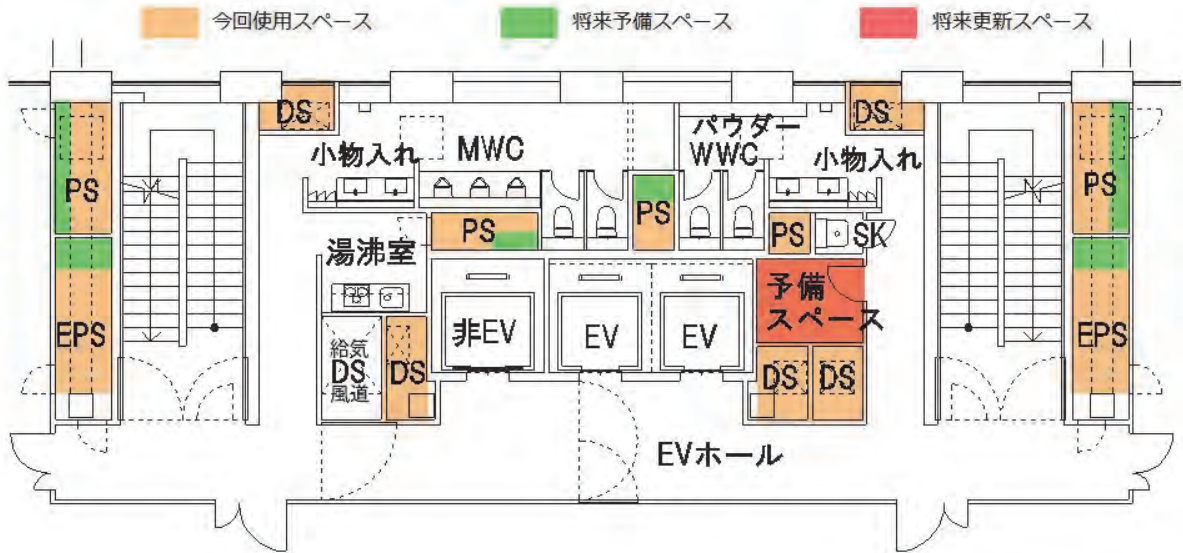 今回使用スペース
将来予備スペース
将来更新スペース
DS
DS
小物入れ
MWC
パウダー
WWC
小物入れ
PS
PS
PS
PS
PS
SK
湯沸室
予備
スペース
EPS
非EV
EV
EV
EPS
給気
DS
風道
DS
DS
DS
EVホール